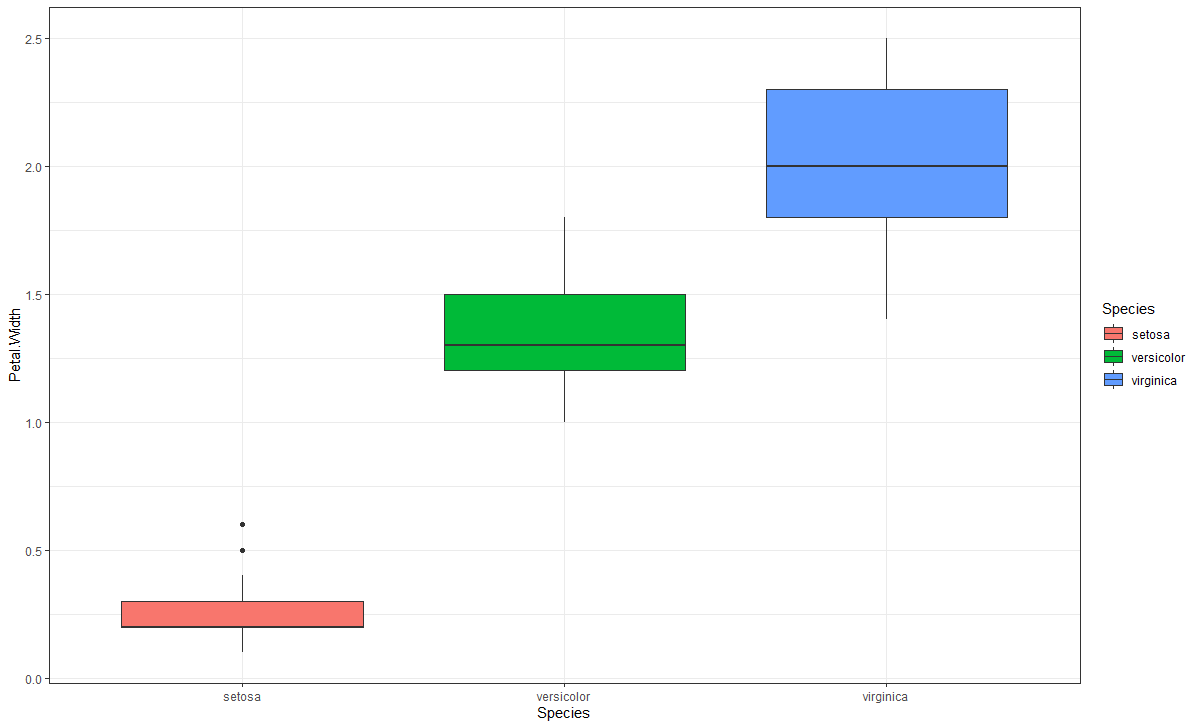 Petal.Width
2.5
2.0
1.5
1.0
0.5
0.0
setosa
versicolor
virginica
Species
Species
setosa
versicolor
virginica